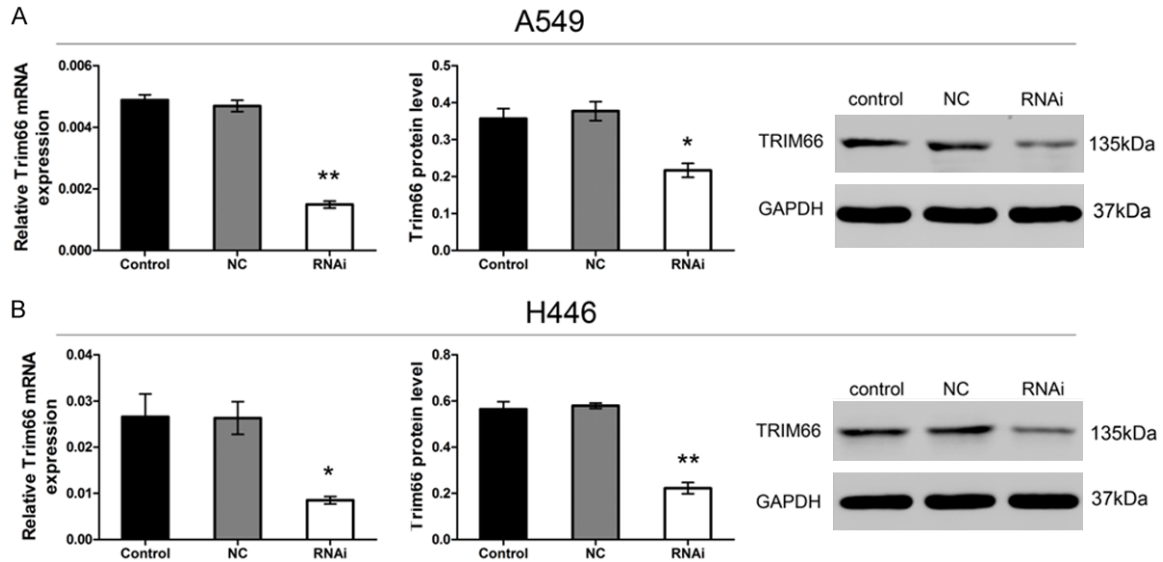 A
A549
Relative Trim66 mRNA
expression
0.006
0.004
0.002
0.000
**
Control NC RNAi
Trim66 protein level
0.5
0.4
0.3
0.2
0.1
0.0
*
Control NC RNAi
control NC RNAi
TRIM66 135kDa
GAPDH 37kDa
B
H446
Relative Trim66 mRNA
expression
0.04
0.03
0.02
0.01
0.00
*
Control NC RNAi
Trim66 protein level
0.8
0.6
0.4
0.2
0.0
**
Control NC RNAi
control NC RNAi
TRIM66 135kDa
GAPDH 37kDa